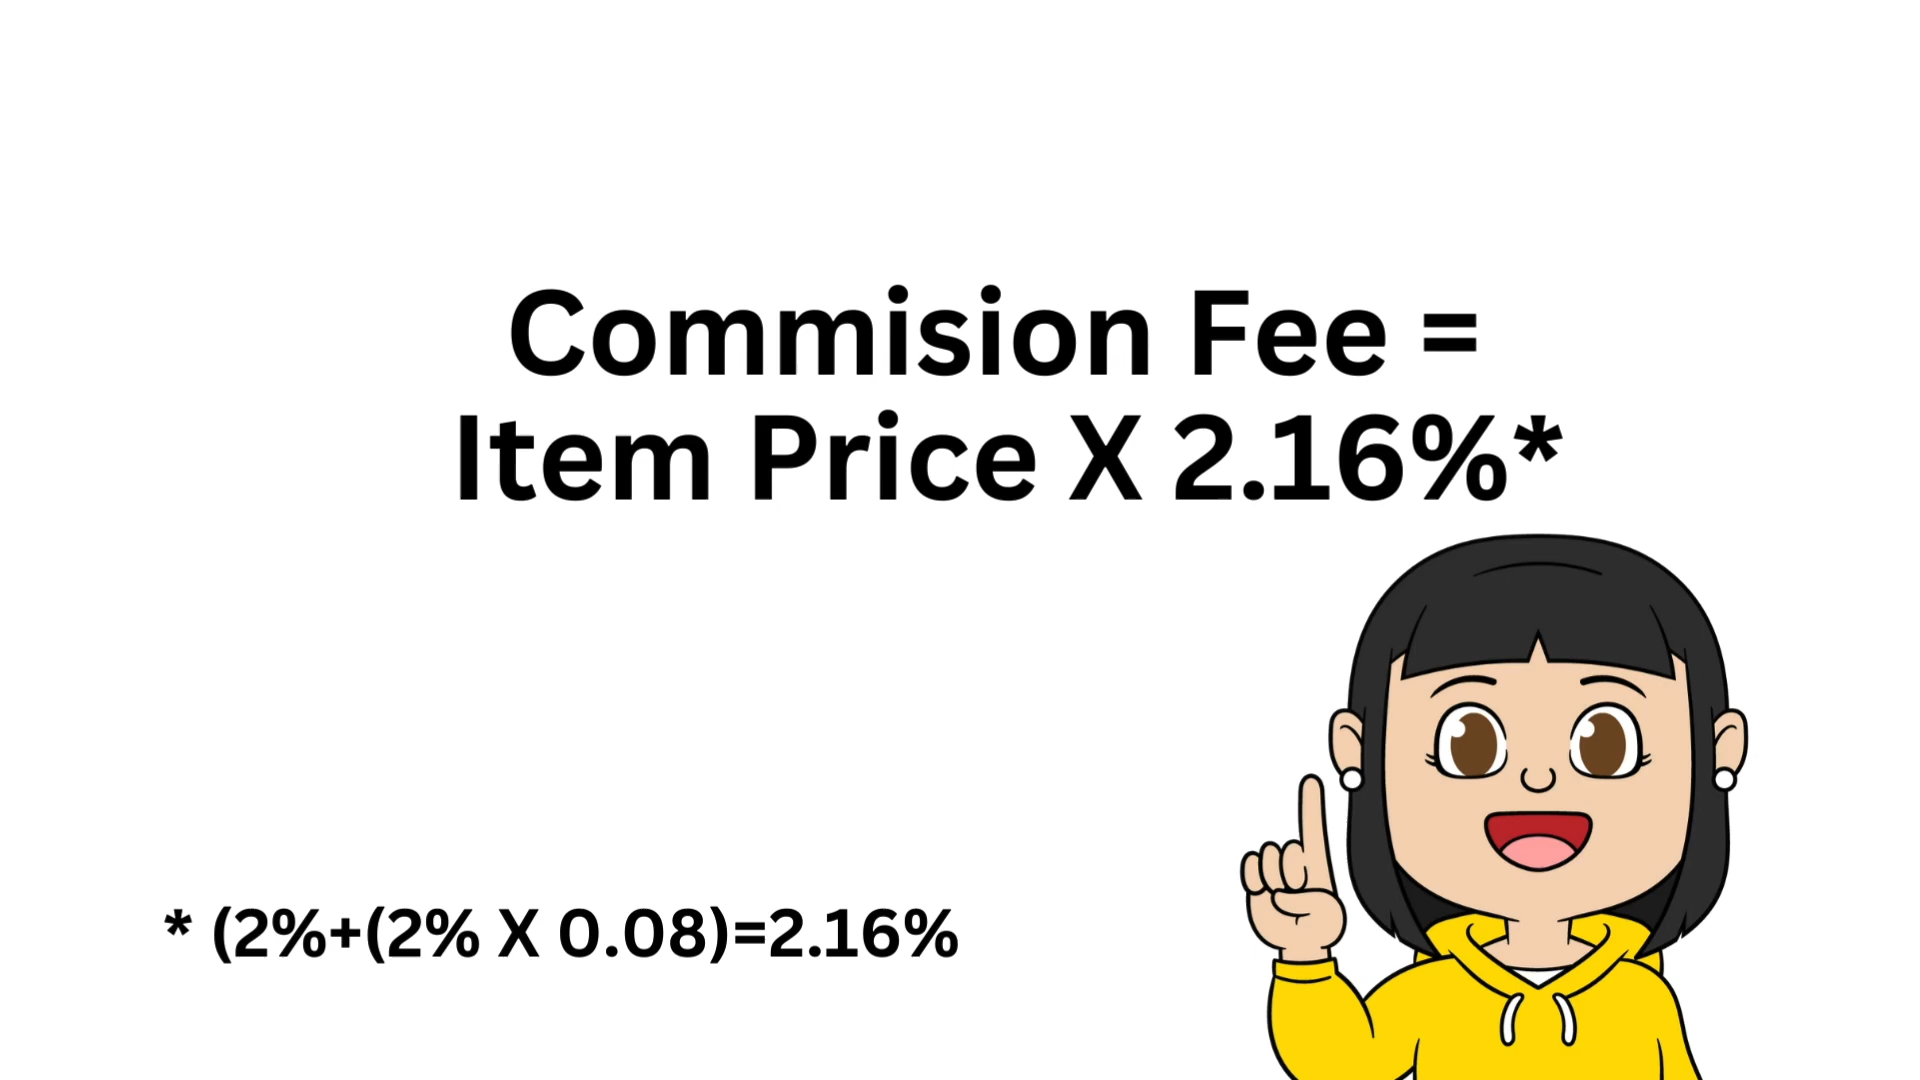 Commision Fee =
Item Price X 2.16%*
* (2%+(2% X 0.08)=2.16%